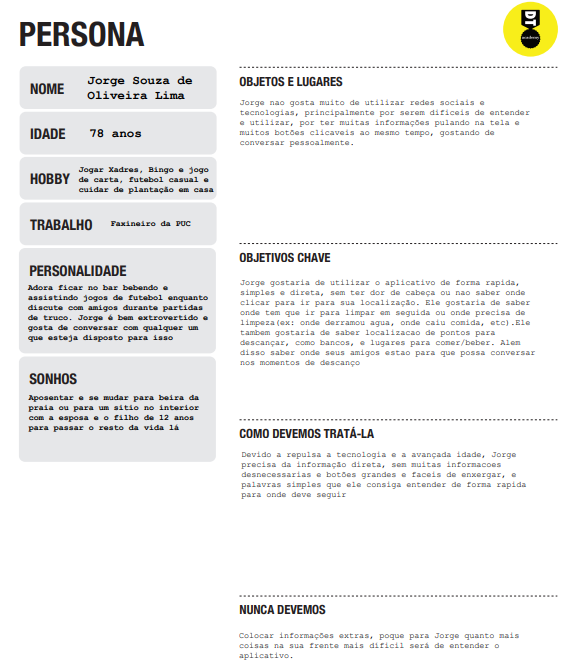 PERSONA
DT
academy
NOME
Jorge Souza de
Oliveira Lima
IDADE
78 anos
HOBBY
Jogar Xadres, Bingo e jogo
de carta, futebol casual e
cuidar de plantação em casa
TRABALHO
Faxineiro da PUC
PERSONALIDADE
Adora ficar no bar bebendo e
assistindo jogos de futebol enquanto
discute com amigos durante partidas
de truco. Jorge é bem extrovertido e
gosta de conversar com qualquer um
que esteja disposto para isso
SONHOS
Aposentar e se mudar para beira da
praia ou para um sitio no interior
com a esposa e o filho de 12 anos
para passar o resto da vida lá
OBJETOS E LUGARES
Jorge nao gosta muito de utilizar redes sociais e
tecnologias, principalmente por serem dificeis de entender
e utilizar, por ter muitas informações pulando na tela e
muitos botões clicaveis ao mesmo tempo, gostando de
conversar pessoalmente.
OBJETIVOS CHAVE
Jorge gostaria de utilizar o aplicativo de forma rapida,
simples e direta, sem ter dor de cabeça ou nao saber onde
clicar para ir para sua localização. Ele gostaria de saber
onde tem que ir para limpar em seguida ou onde precisa de
limpeza(ex: onde derramou agua, onde caiu comida, etc).Ele
tambem gostaria de saber localizacao de pontos para
descançar, como bancos, e lugares para comer/beber. Alem
disso saber onde seus amigos estao para que possa conversar
nos momentos de descanço
COMO DEVEMOS TRATÁ-LA
Devido a repulsa a tecnologia e a avançada idade, Jorge
precisa da informação direta, sem muitas informacoes
desnecessarias e botões grandes e faceis de enxergar, e
palavras simples que ele consiga entender de forma rapida
para onde deve seguir
NUNCA DEVEMOS
Colocar informações extras, poque para Jorge quanto mais
coisas na sua frente mais dificil será de entender o
aplicativo.